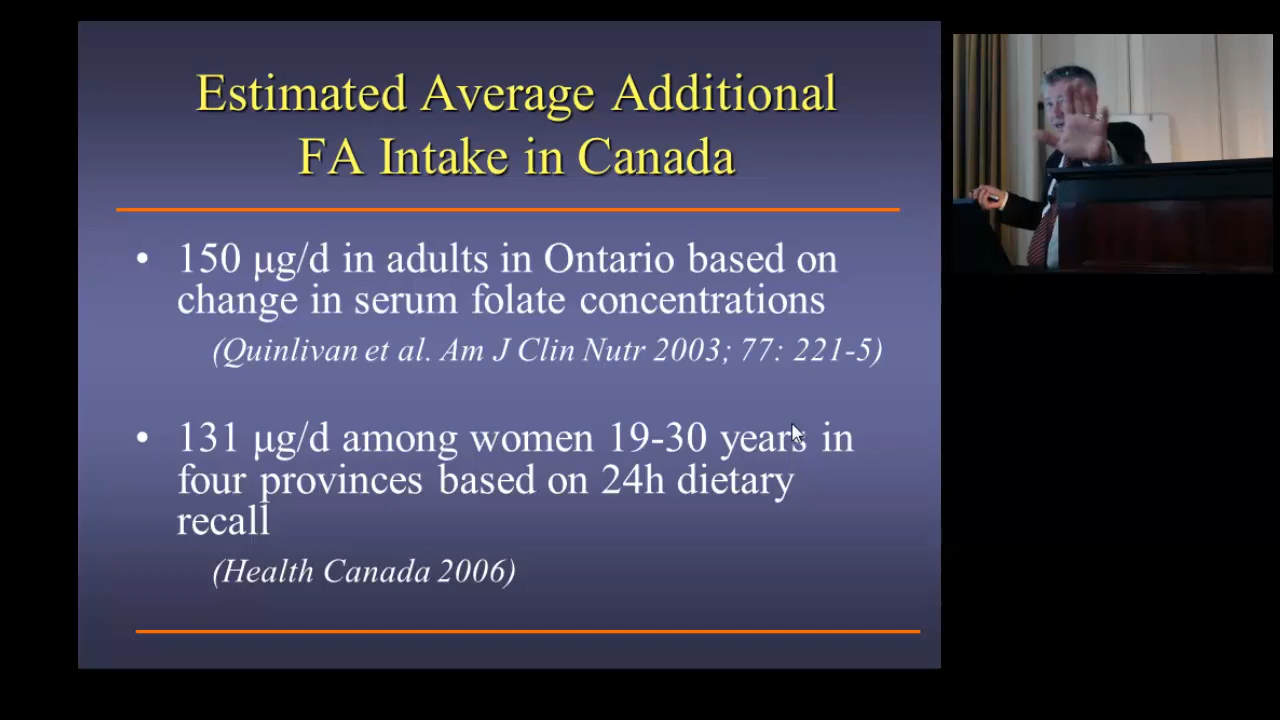 Estimated Average Additional
FA Intake in Canada
• 150 μg/d in adults in Ontario based on
change in serum folate concentrations
(Quinlivan et al. Am J Clin Nutr 2003; 77: 221-5)
• 131 μg/d among women 19-30 years in
four provinces based on 24h dietary
recall
(Health Canada 2006)